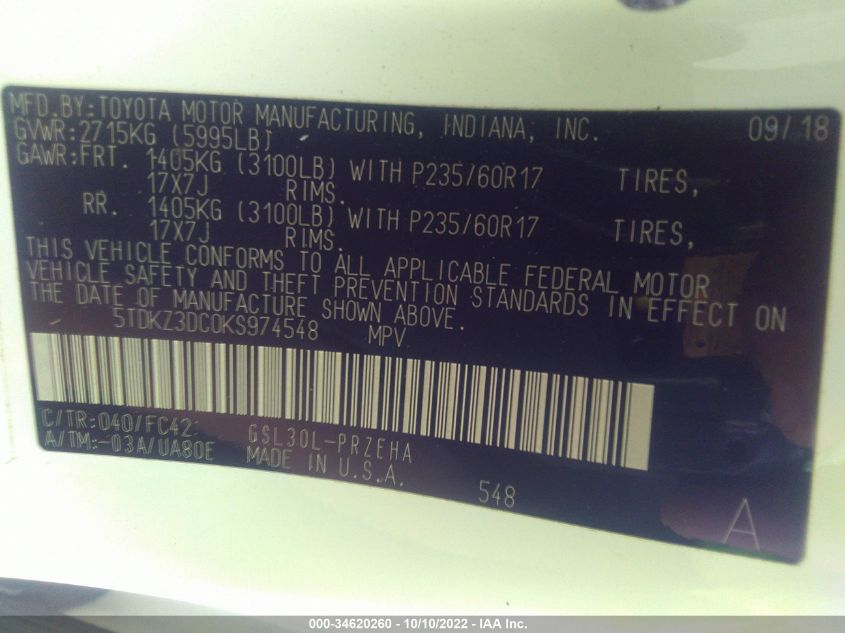 MFD.BY:TOYOTA MOTOR MANUFACTURING, INDIANA, INC. 09/18
GVWR:2715KG (5995LB)
GAWR:FRT. 1405KG (3100LB) WITH P235/60R17 TIRES,
17X7J RIMS.
RR. 1405KG (3100LB) WITH P235/60R17 TIRES,
17X7J RIMS.
THIS VEHICLE CONFORMS TO ALL APPLICABLE FEDERAL MOTOR
VEHICLE SAFETY AND THEFT PREVENTION STANDARDS IN EFFECT ON
THE DATE OF MANUFACTURE SHOWN ABOVE.
5TDKZ3DC0KS974548 MPV
C/TR:040/FC42 GSL30L-PRZEHA
A/TM:-03A/UA80E MADE IN U.S.A.
548
A
000-34620260 - 10/10/2022 - IAA Inc.